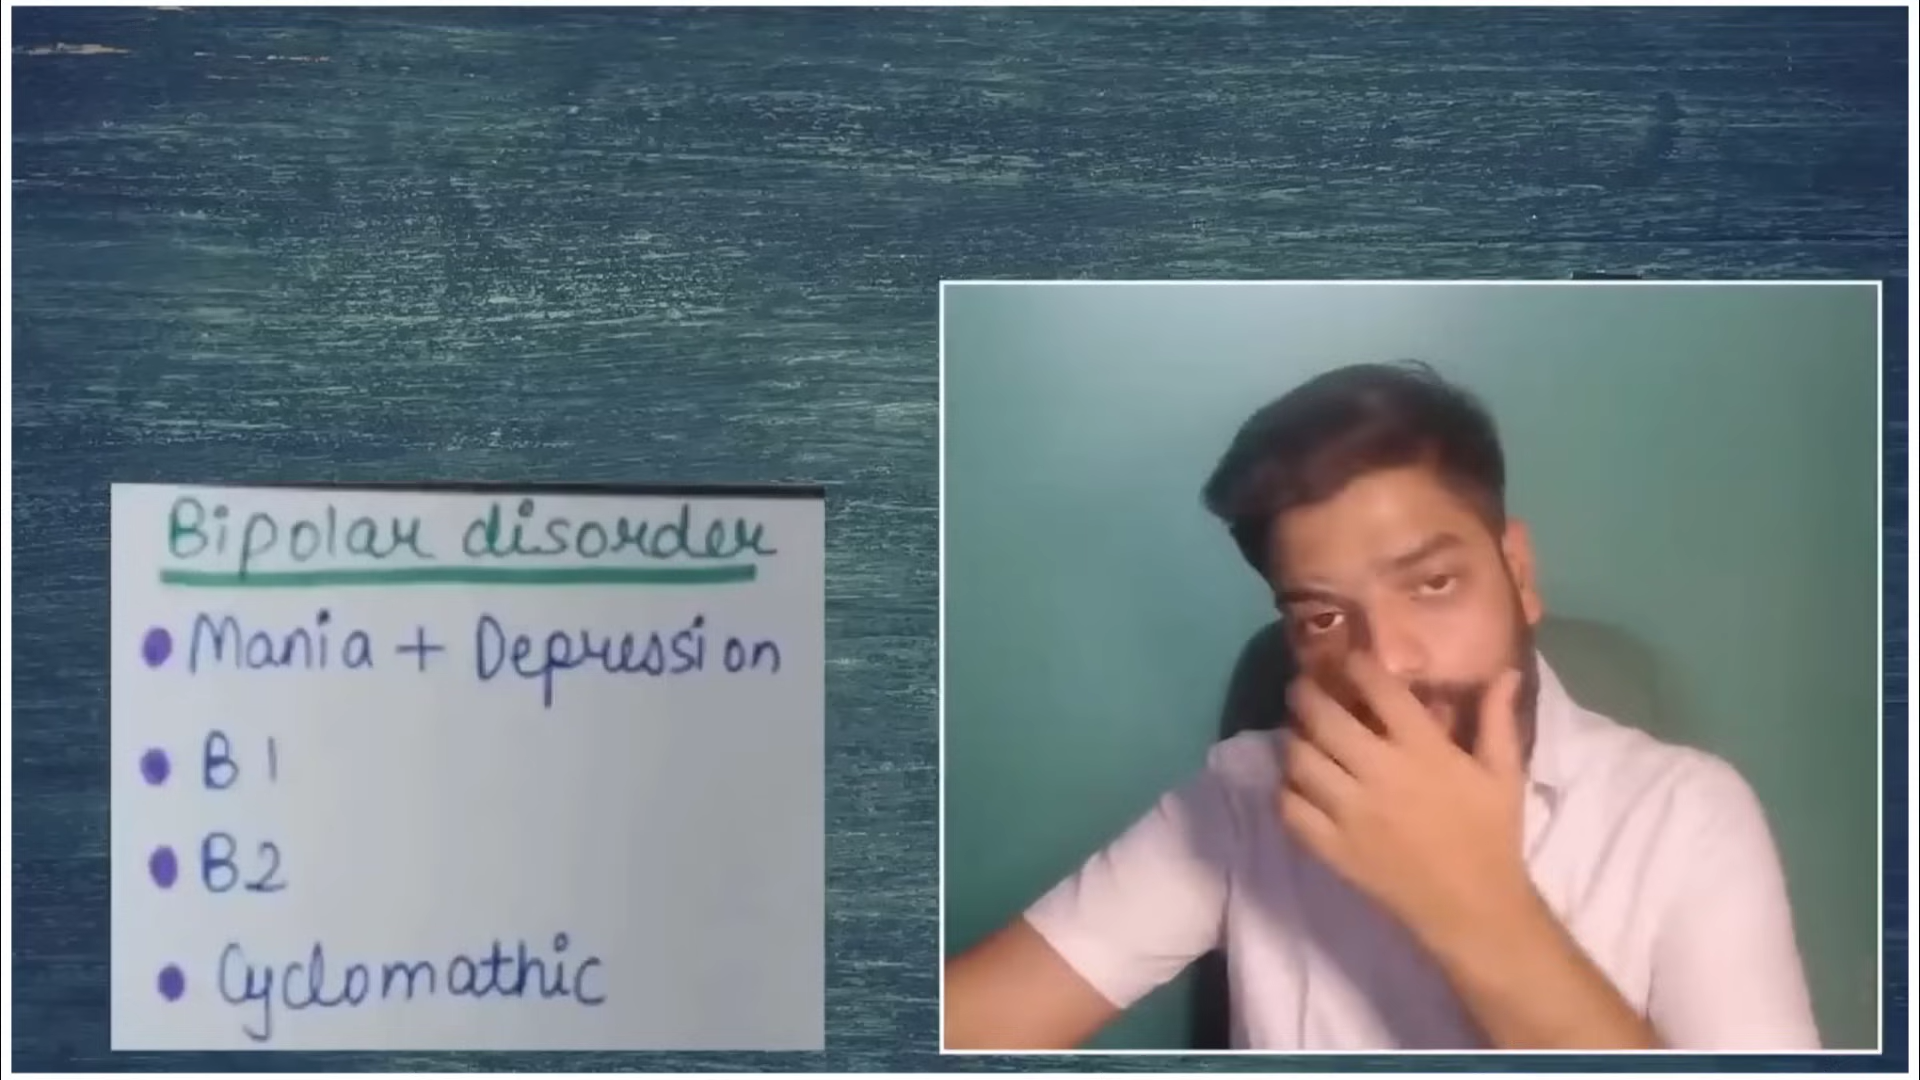 Bipolar disorder
Mania + Depression
B1
B2
Cyclomathic